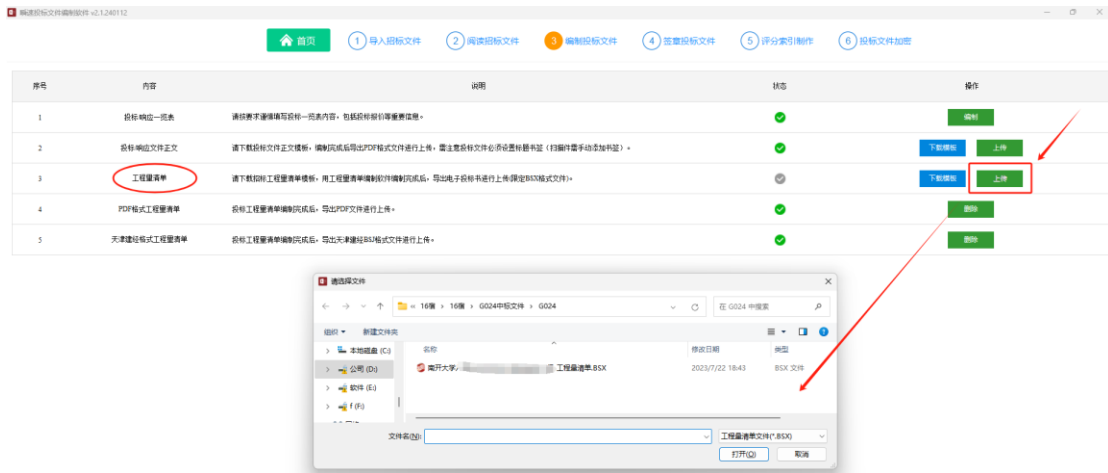 瞬速投标文件编制软件 v2.1.240112
首页 1 导入招标文件 2 阅读招标文件 3 编制投标文件 4 签章投标文件 5 评分索引制作 6 投标文件加密
序号 内容 说明 状态 操作
1 投标响应一览表 请按要求谨慎填写投标一览表内容,包括投标报价等重要信息。 编制
2 投标响应文件正文 请下载投标文件正文模板,编制完成后导出PDF格式文件进行上传,需注意投标文件必须设置标题书签(扫描件需手动添加书签)。 下载模板 上传
3 工程量清单 请下载招标工程量清单模板,用工程量清单编制软件编制完成后,导出电子投标书进行上传(限定BSX格式文件)。 下载模板 上传
4 PDF格式工程量清单 投标工程量清单编制完成后,导出PDF文件进行上传。 删除
5 天津建经格式工程量清单 投标工程量清单编制完成后,导出天津建经BSJ格式文件进行上传。 删除
请选择文件
« 16楼 › 16楼 › G024中标文件 › G024 在 G024 中搜索
组织 新建文件夹
本地磁盘 (C:) 名称 修改日期 类型
公司 (D:) 南开大学 工程量清单.BSX 2023/7/22 18:43 BSX 文件
软件 (E:)
f (F:)
文件名(N): 工程量清单文件(*.BSX)
打开(O) 取消